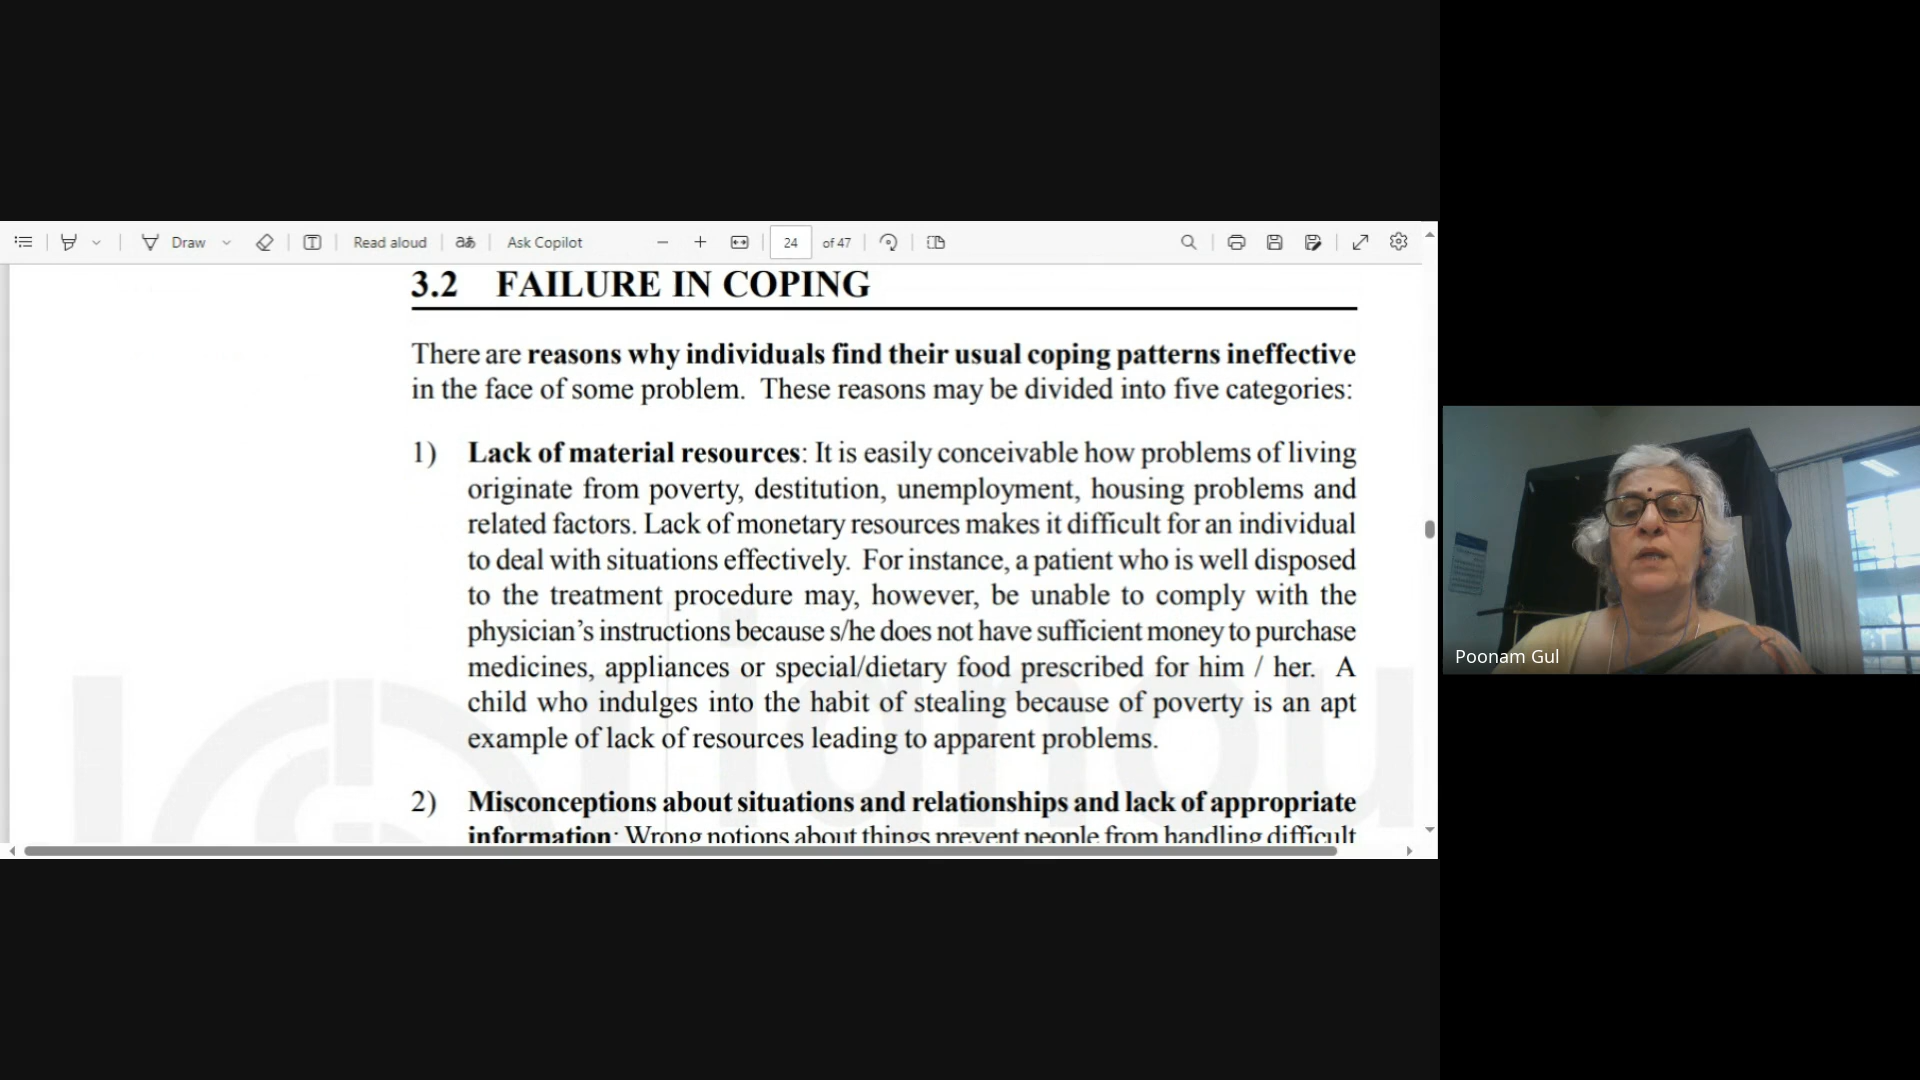 Draw
Read aloud
aあ
Ask Copilot
24 of 47
3.2 FAILURE IN COPING
There are reasons why individuals find their usual coping patterns ineffective
in the face of some problem. These reasons may be divided into five categories:
1) Lack of material resources: It is easily conceivable how problems of living
originate from poverty, destitution, unemployment, housing problems and
related factors. Lack of monetary resources makes it difficult for an individual
to deal with situations effectively. For instance, a patient who is well disposed
to the treatment procedure may, however, be unable to comply with the
physician’s instructions because s/he does not have sufficient money to purchase
medicines, appliances or special/dietary food prescribed for him / her. A
child who indulges into the habit of stealing because of poverty is an apt
example of lack of resources leading to apparent problems.
2) Misconceptions about situations and relationships and lack of appropriate
information: Wrong notions about things prevent people from handling difficult
ignou
Poonam Gul